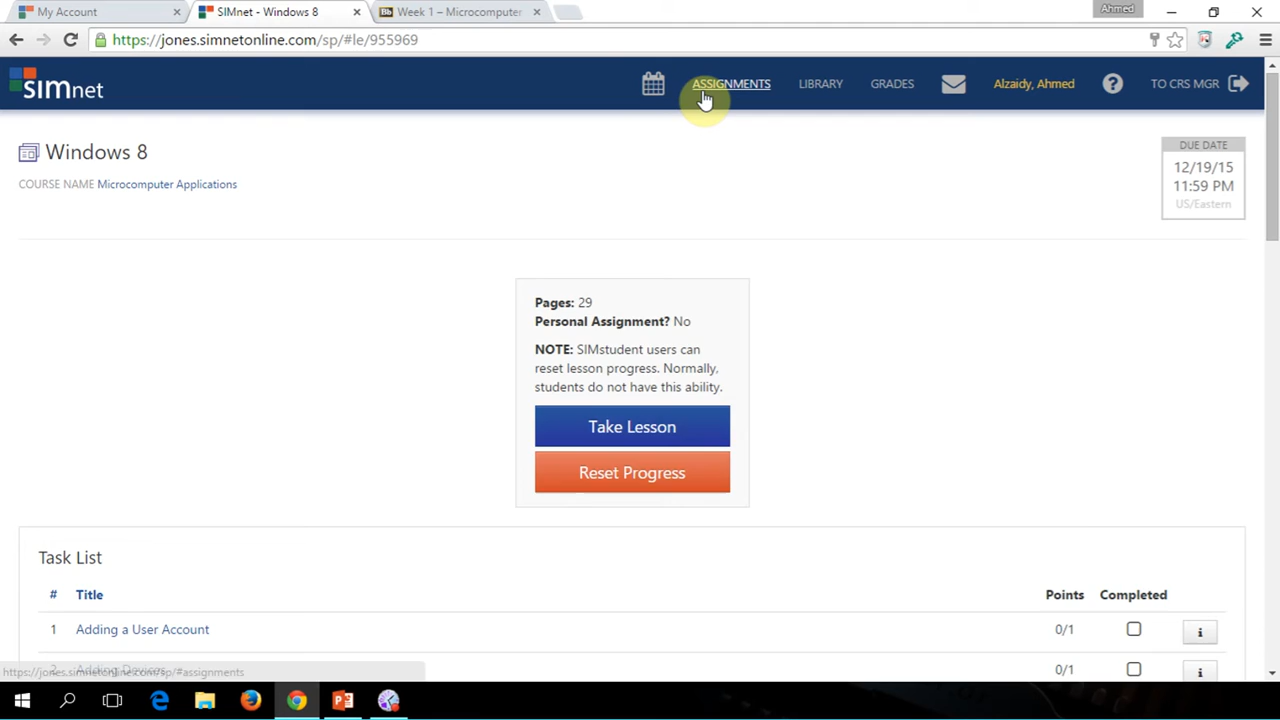 My Account
SIMnet - Windows 8
Bb Week 1 – Microcomputer
Ahmed
https://jones.simnetonline.com/sp/#le/955969
SIMnet
ASSIGNMENTS
LIBRARY
GRADES
Alzaidy, Ahmed
?
TO CRS MGR
Windows 8
COURSE NAME Microcomputer Applications
DUE DATE
12/19/15
11:59 PM
US/Eastern
Pages: 29
Personal Assignment? No
NOTE: SIMstudent users can
reset lesson progress. Normally,
students do not have this ability.
Take Lesson
Reset Progress
Task List
# Title Points Completed
1 Adding a User Account 0/1 i
2 Adding Devices 0/1 i
https://jones.simnetonline.com/sp/#assignments